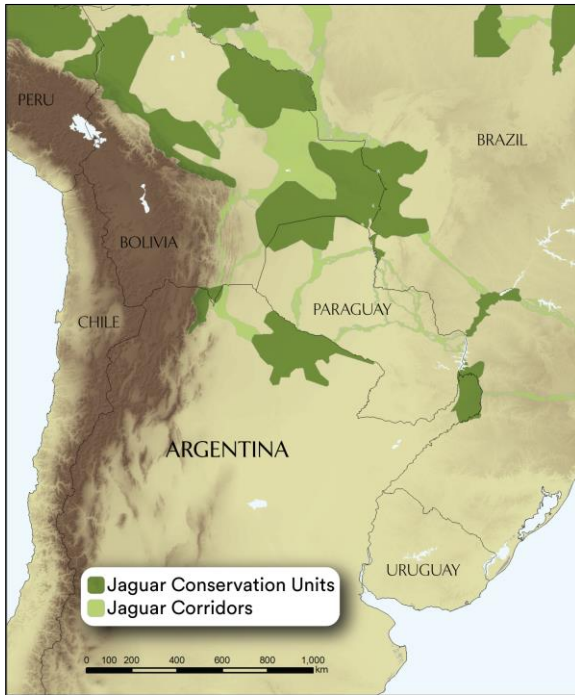 PERU
BRAZIL
BOLIVIA
CHILE
PARAGUAY
ARGENTINA
URUGUAY
Jaguar Conservation Units
Jaguar Corridors
0 100 200 400 600 800 1,000
km